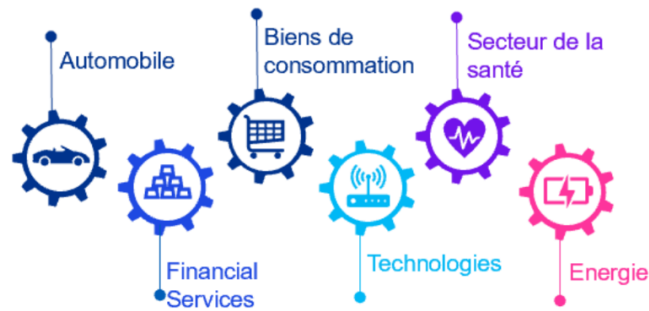 Automobile
Biens de
consommation
Secteur de la
santé
Financial
Services
Technologies
Energie